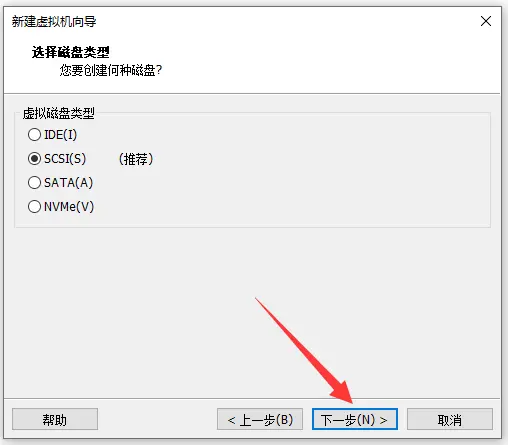 新建虚拟机向导
选择磁盘类型
您要创建何种磁盘?
虚拟磁盘类型
IDE(I)
SCSI(S) （推荐）
SATA(A)
NVMe(V)
帮助 < 上一步(B) 下一步(N) > 取消